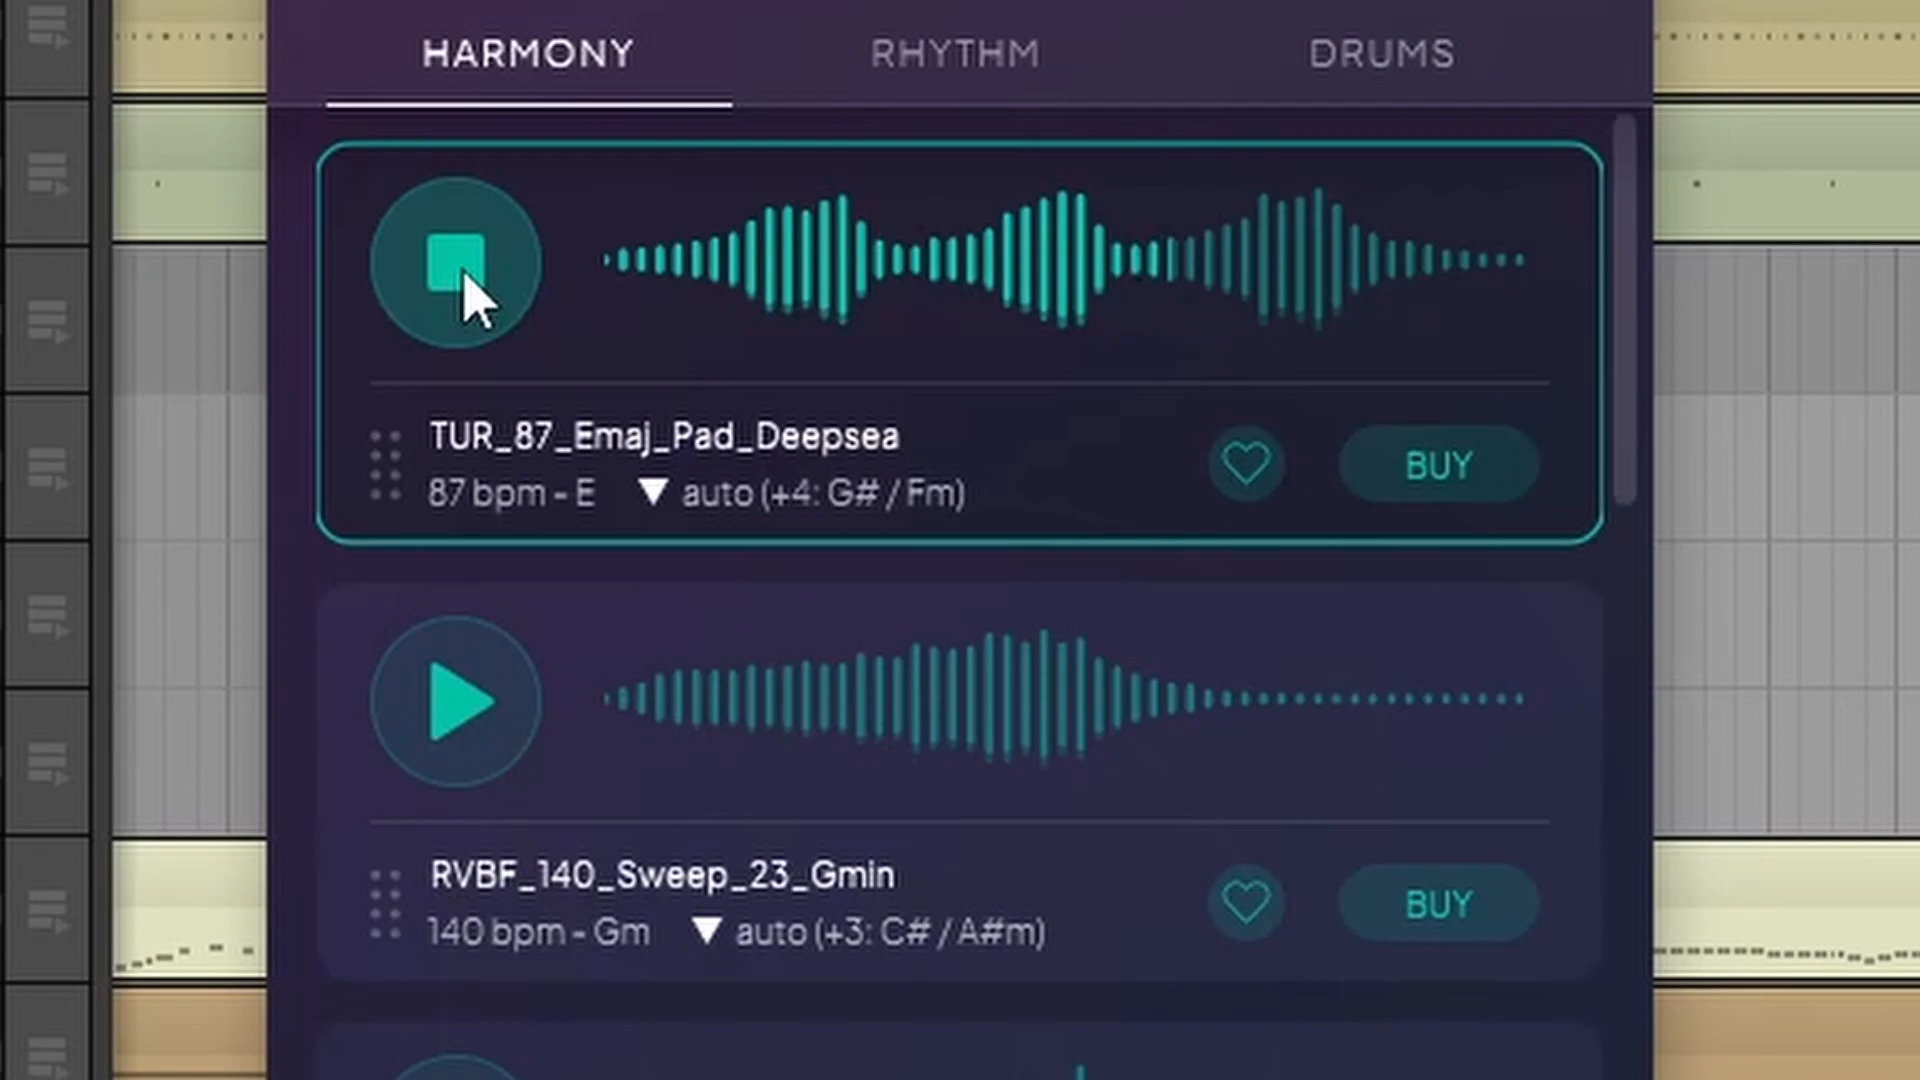 HARMONY RHYTHM DRUMS
TUR_87_Emaj_Pad_Deepsea
87 bpm - E auto (+4: G# / Fm)
BUY
RVBF_140_Sweep_23_Gmin
140 bpm - Gm auto (+3: C# / A#m)
BUY